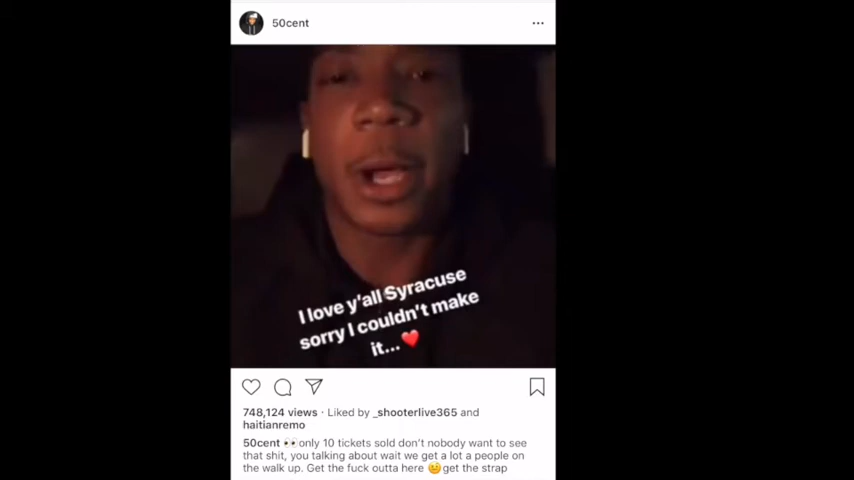 50cent
I love y'all Syracuse
sorry I couldn't make
it...❤️
748,124 views · Liked by _shooterlive365 and
haitianremo
50cent 👀only 10 tickets sold don't nobody want to see
that shit, you talking about wait we get a lot a people on
the walk up. Get the fuck outta here 😉get the strap